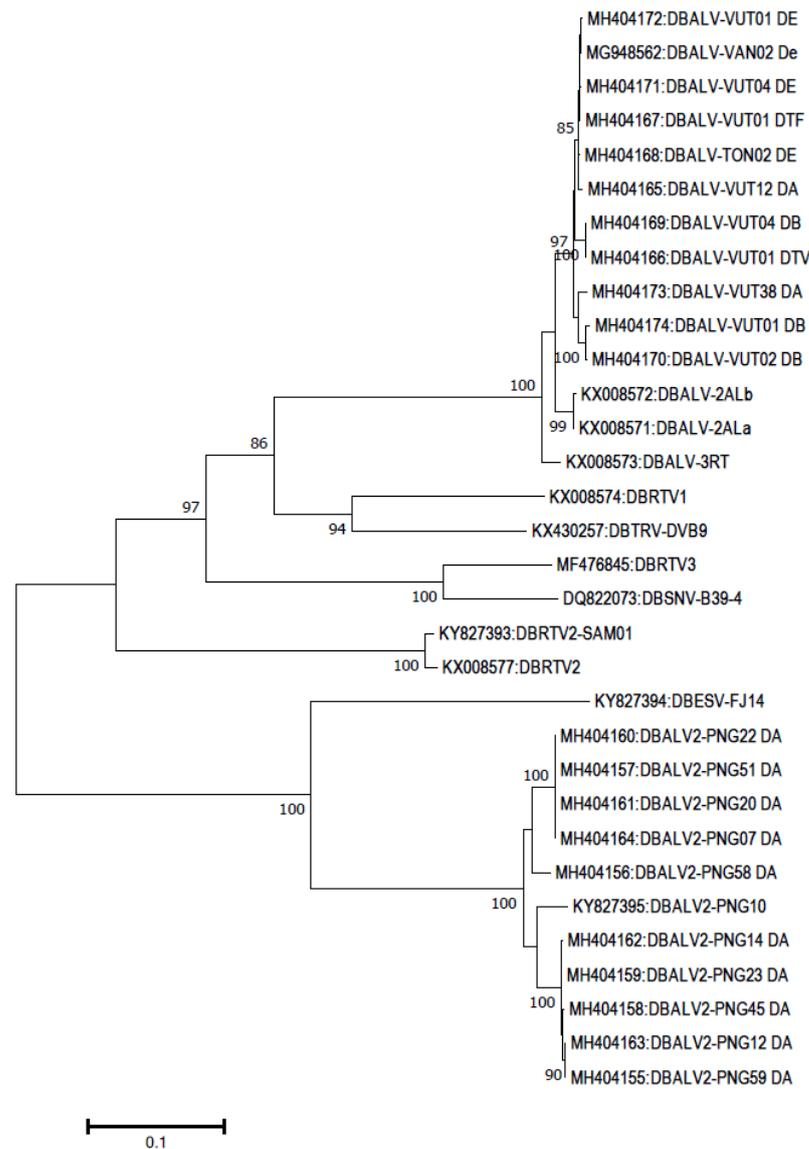 MH404172:DBALV-VUT01 DE
MG948562:DBALV-VAN02 De
MH404171:DBALV-VUT04 DE
85
MH404167:DBALV-VUT01 DTF
MH404168:DBALV-TON02 DE
MH404165:DBALV-VUT12 DA
MH404169:DBALV-VUT04 DB
97
100
MH404166:DBALV-VUT01 DTV
MH404173:DBALV-VUT38 DA
MH404174:DBALV-VUT01 DB
100
MH404170:DBALV-VUT02 DB
100
KX008572:DBALV-2ALb
99
KX008571:DBALV-2ALa
86
KX008573:DBALV-3RT
KX008574:DBRTV1
97
94
KX430257:DBTRV-DVB9
MF476845:DBRTV3
100
DQ822073:DBSNV-B39-4
KY827393:DBRTV2-SAM01
100
KX008577:DBRTV2
KY827394:DBESV-FJ14
MH404160:DBALV2-PNG22 DA
100
MH404157:DBALV2-PNG51 DA
100
MH404161:DBALV2-PNG20 DA
MH404164:DBALV2-PNG07 DA
MH404156:DBALV2-PNG58 DA
100
KY827395:DBALV2-PNG10
MH404162:DBALV2-PNG14 DA
MH404159:DBALV2-PNG23 DA
100
MH404158:DBALV2-PNG45 DA
MH404163:DBALV2-PNG12 DA
90
MH404155:DBALV2-PNG59 DA
0.1